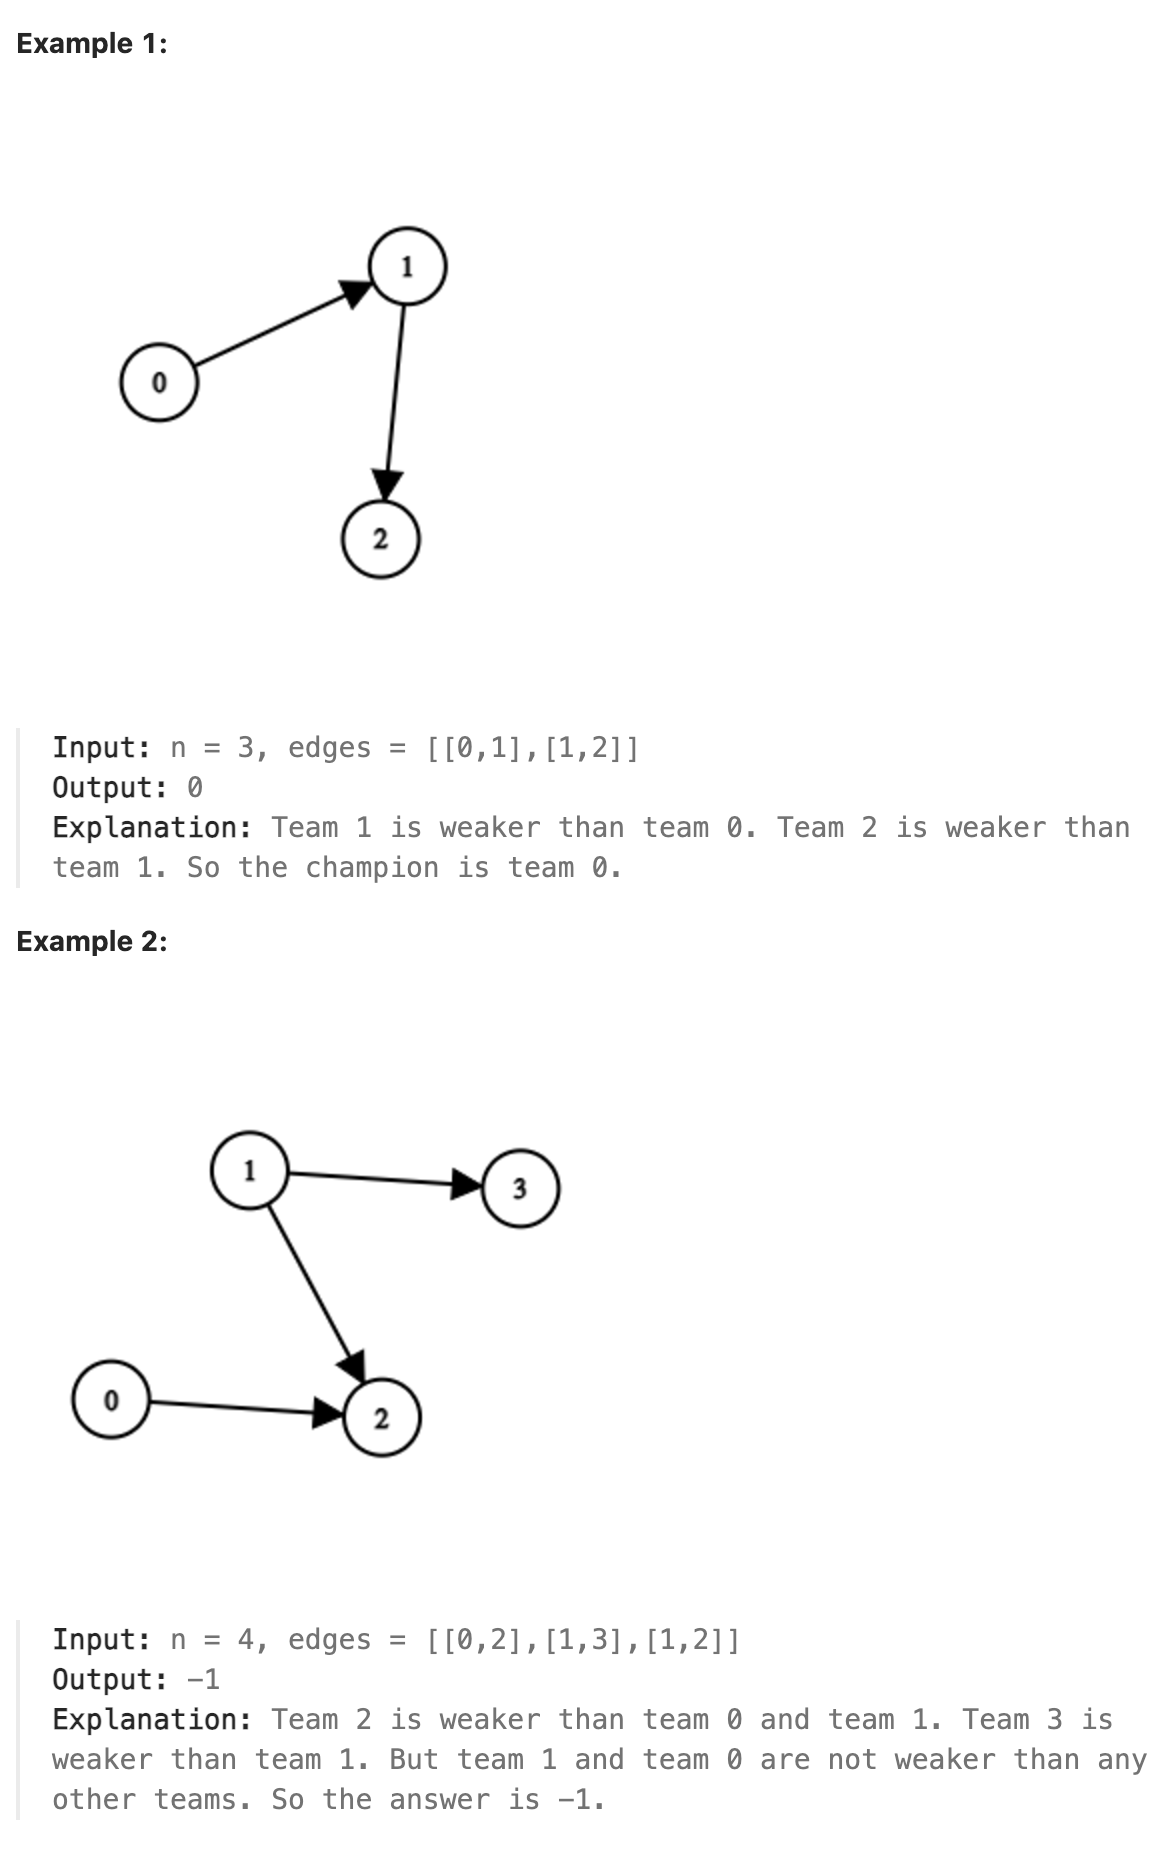 Example 1:
1
0
2
Input: n = 3, edges = [[0,1],[1,2]]
Output: 0
Explanation: Team 1 is weaker than team 0. Team 2 is weaker than
team 1. So the champion is team 0.
Example 2:
1
3
0
2
Input: n = 4, edges = [[0,2],[1,3],[1,2]]
Output: -1
Explanation: Team 2 is weaker than team 0 and team 1. Team 3 is
weaker than team 1. But team 1 and team 0 are not weaker than any
other teams. So the answer is -1.